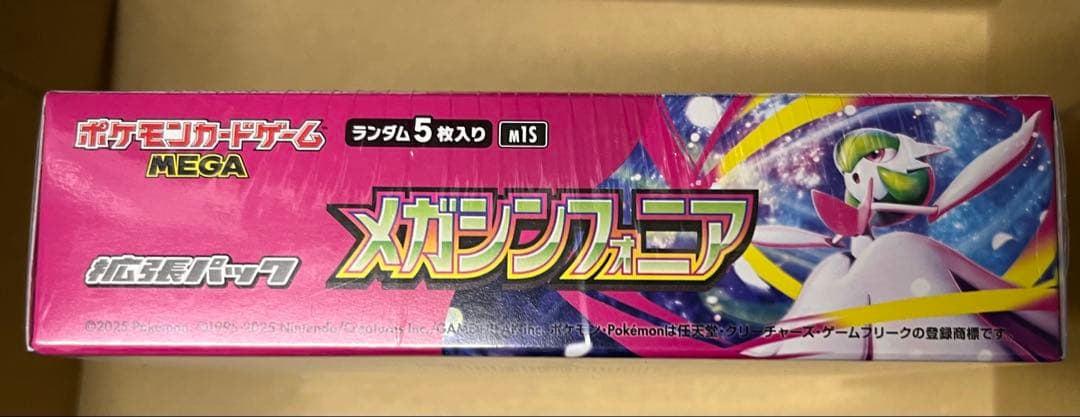 ポケモンカードゲーム
MEGA
ランダム5枚入り
M1S
メガシンフォニア
拡張パック
©2025 Pokémon. ©1995-2025 Nintendo/Creatures Inc./GAME FREAK inc. ポケモン・Pokémonは任天堂・クリーチャーズ・ゲームフリークの登録商標です。